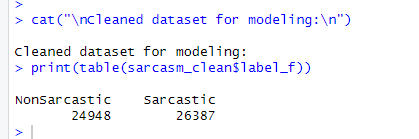 >
> cat("\nCleaned dataset for modeling:\n")
Cleaned dataset for modeling:
> print(table(sarcasm_clean$label_f))
NonSarcastic    Sarcastic
       24948        26387
>